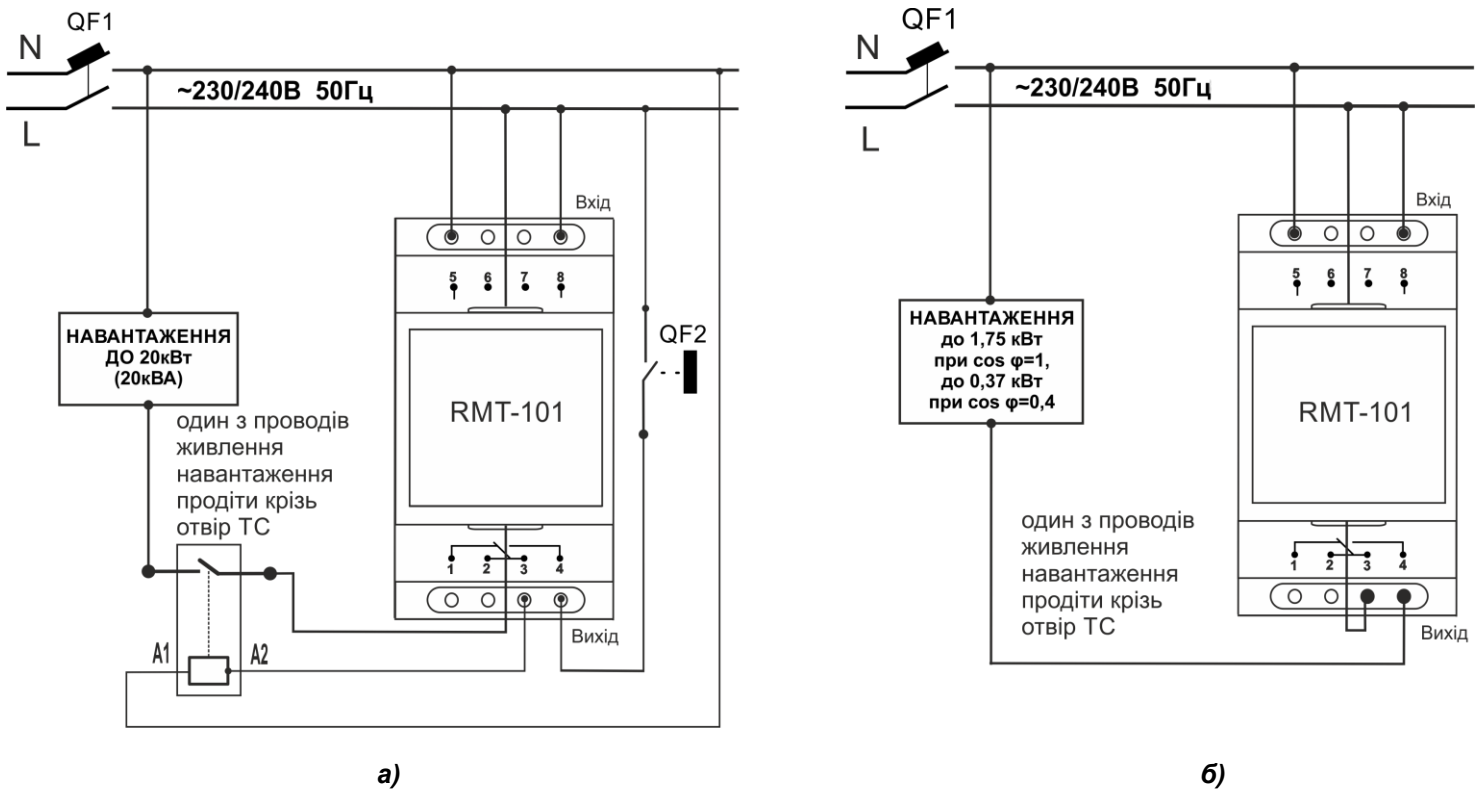 QF1
N
~230/240В 50Гц
L
Вхід
5 6 7 8
НАВАНТАЖЕННЯ
ДО 20кВт
(20кВА)
QF2
RMT-101
один з проводів
живлення
навантаження
продіти крізь
отвір ТС
1 2 3 4
Вихід
A1
A2
а)
QF1
N
~230/240В 50Гц
L
Вхід
5 6 7 8
НАВАНТАЖЕННЯ
до 1,75 кВт
при cos φ=1,
до 0,37 кВт
при cos φ=0,4
RMT-101
один з проводів
живлення
навантаження
продіти крізь
отвір ТС
1 2 3 4
Вихід
б)